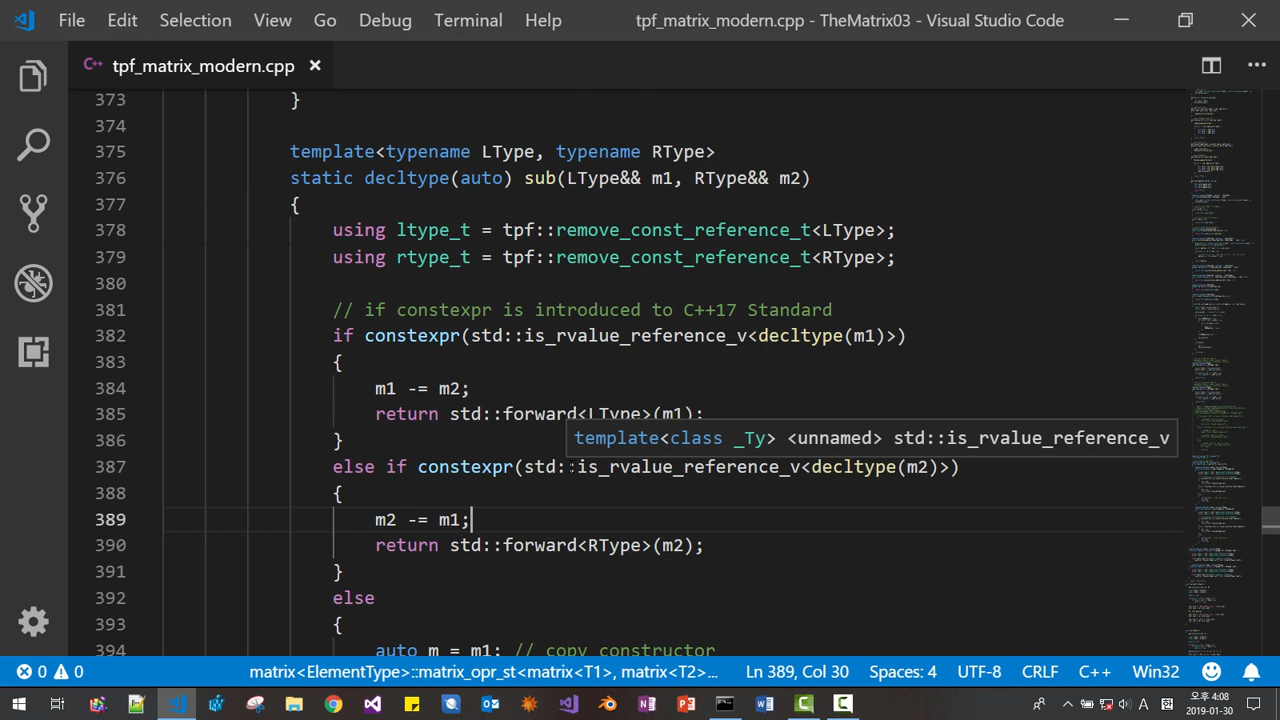 File Edit Selection View Go Debug Terminal Help tpf_matrix_modern.cpp - TheMatrix03 - Visual Studio Code
C++ tpf_matrix_modern.cpp
373 }
374
375 template<typename LType, typename RType>
376 static decltype(auto) sub(LType&& m1, RType&& m2)
377 {
378 using ltype_t = tpf::remove_const_reference_t<LType>;
379 using rtype_t = tpf::remove_const_reference_t<RType>;
380
381 // if constexpr is introduced to C++17 Standard
382 if constexpr(std::is_rvalue_reference_v<decltype(m1)>)
383 {
384 m1 -= m2;
385 return std::forward<LType>(m1);
386 }
template<class _Ty> <unnamed> std::is_rvalue_reference_v
387 else if constexpr(std::is_rvalue_reference_v<decltype(m2)>)
388 {
389 m2 -= m1;
390 return std::forward<RType>(m2);
391 }
392 else
393 {
394 auto m = m1; // copy constructor
0 0 matrix<ElementType>::matrix_opr_st<matrix<T1>, matrix<T2>... Ln 389, Col 30 Spaces: 4 UTF-8 CRLF C++ Win32
A 오후 4:08
2019-01-30